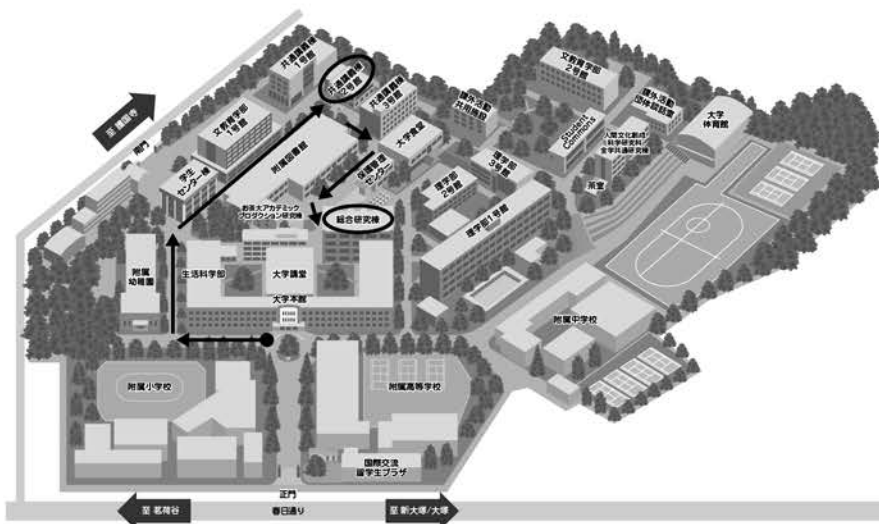 共通講義棟
1号館
共通講義棟
2号館
共通講義棟
3号館
文教育学部
2号館
課外活動
共用施設
課外活動
団体談話室
大学
体育館
至 護国寺
南門
文教育学部
1号館
附属図書館
大学食堂
Student
Commons
人間文化創成
科学研究科・
全学共通研究棟
学生
センター棟
保健管理
センター
理学部
3号館
理学部
2号館
茶室
お茶大アカデミック
プロダクション研究棟
総合研究棟
理学部1号館
附属
幼稚園
生活科学部
大学講堂
大学本館
附属中学校
附属小学校
附属高等学校
国際交流
留学生プラザ
正門
至 茗荷谷
春日通り
至 新大塚/大塚